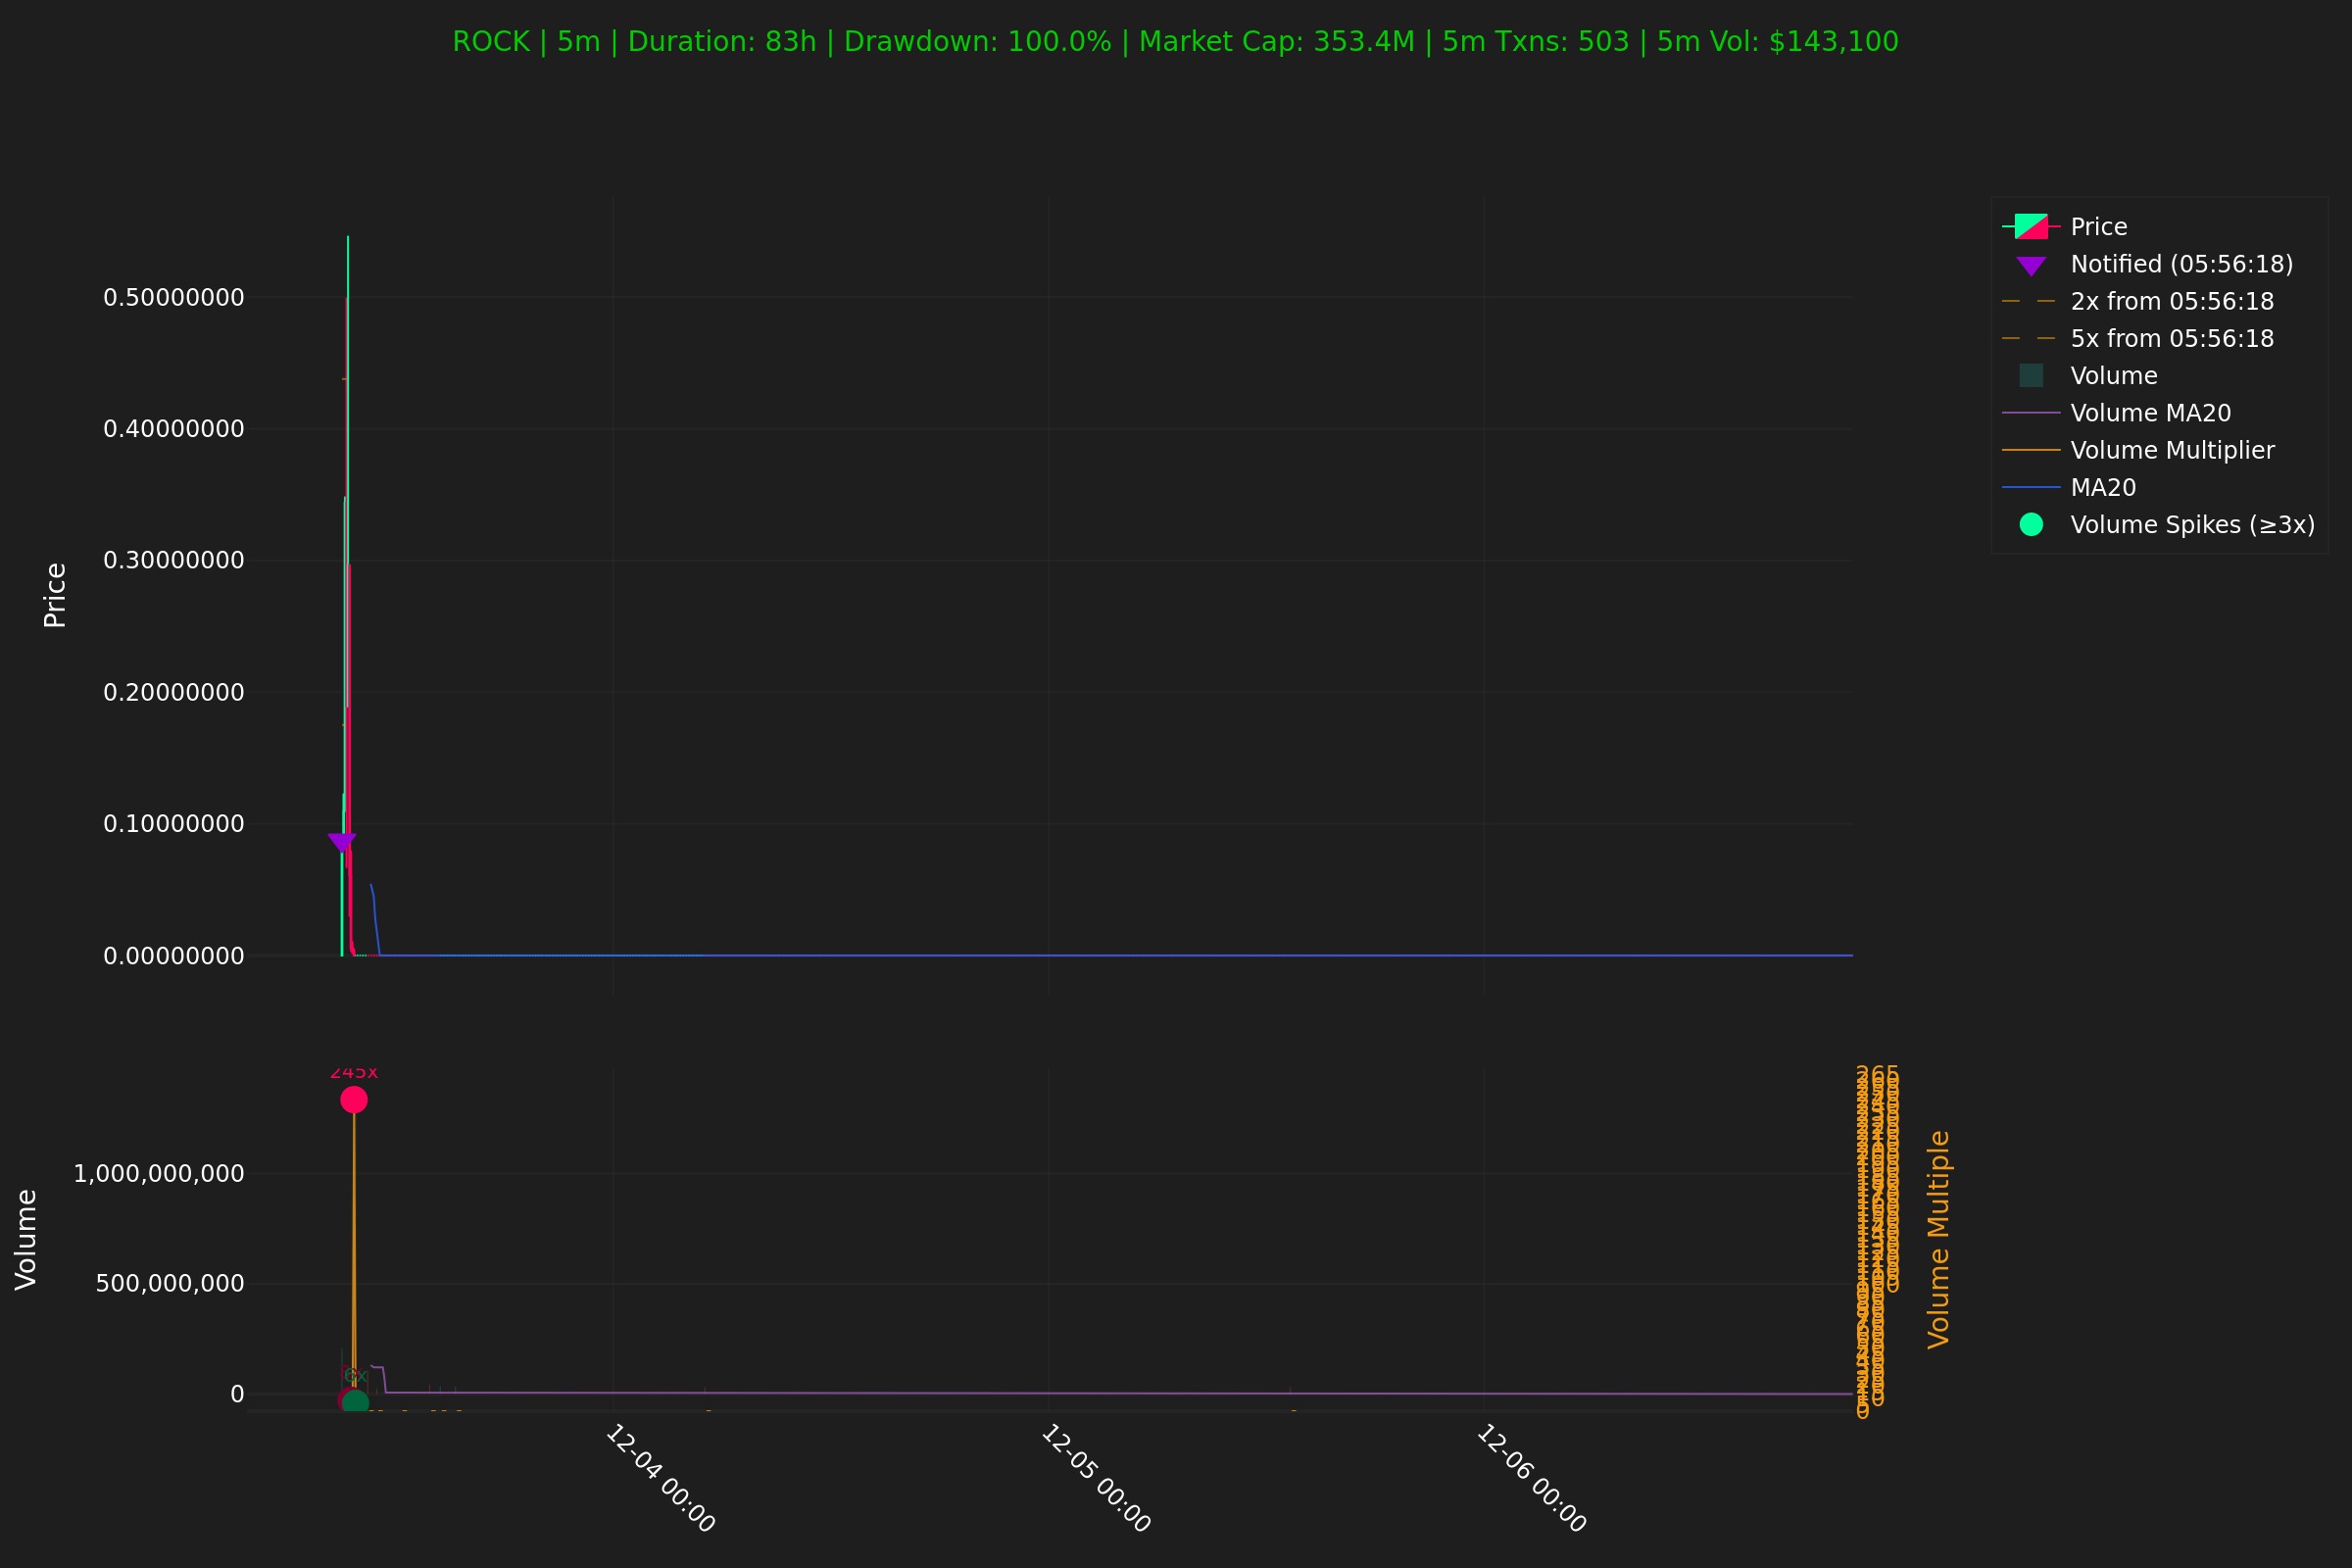 ROCK | 5m | Duration: 83h | Drawdown: 100.0% | Market Cap: 353.4M | 5m Txns: 503 | 5m Vol: $143,100
Price
Notified (05:56:18)
2x from 05:56:18
5x from 05:56:18
Volume
Volume MA20
Volume Multiplier
MA20
Volume Spikes (≥3x)
Price
0.50000000
0.40000000
0.30000000
0.20000000
0.10000000
0.00000000
245x
6x
Volume
1,000,000,000
500,000,000
0
265
0
Volume Multiple
12-04 00:00
12-05 00:00
12-06 00:00